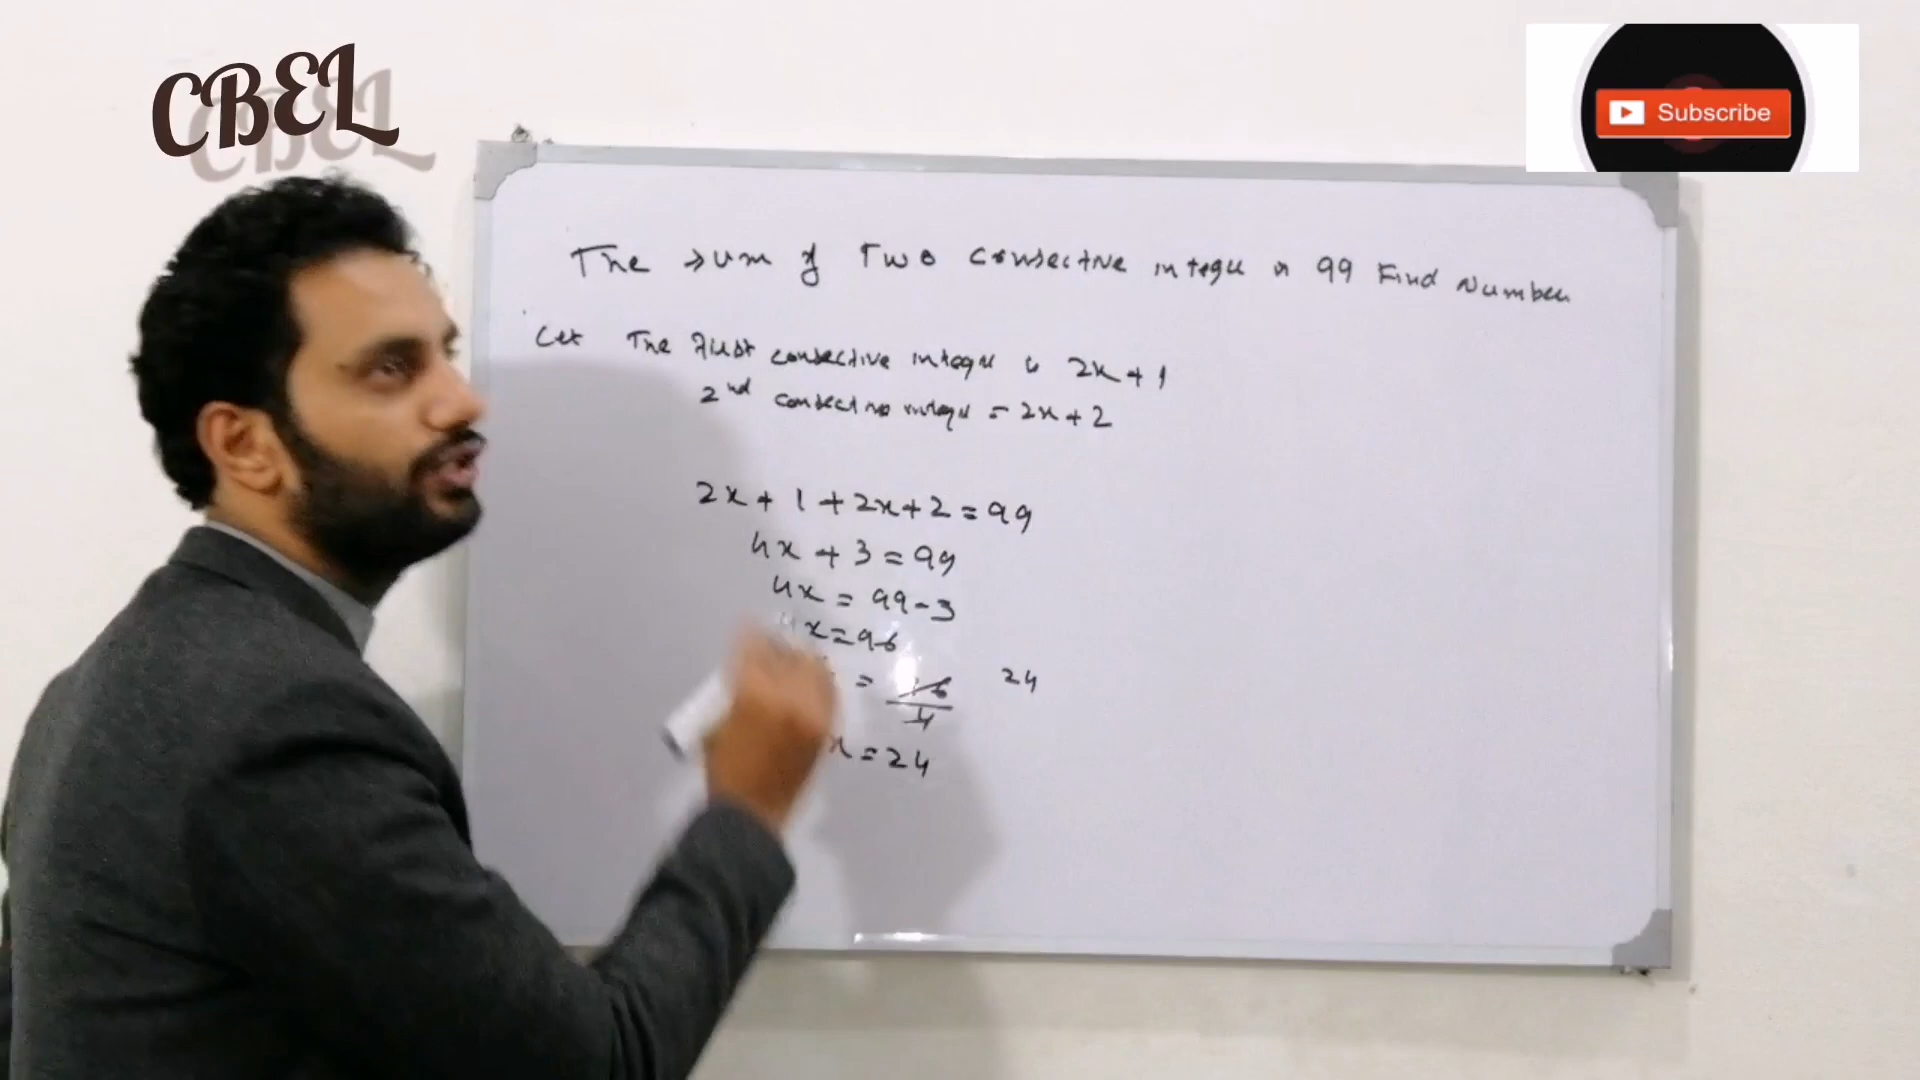 CBEL
Subscribe
The sum of Two consective integer is 99 Find Number
Let The first consective integer is 2x+1
2nd consective integer = 2x+2
2x+1+2x+2=99
4x+3=99
4x=99-3
x=96
= 4 24
x=24